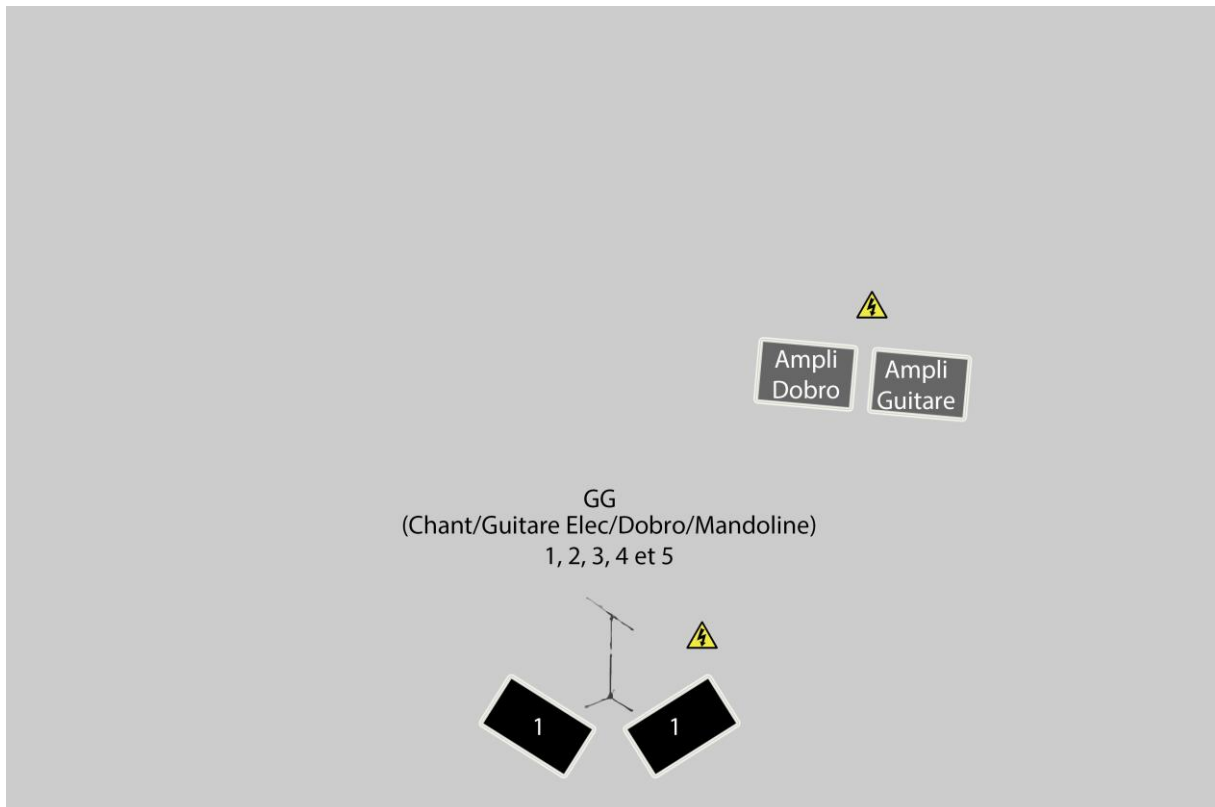 Ampli
Dobro
Ampli
Guitare
GG
(Chant/Guitare Elec/Dobro/Mandoline)
1, 2, 3, 4 et 5
1
1